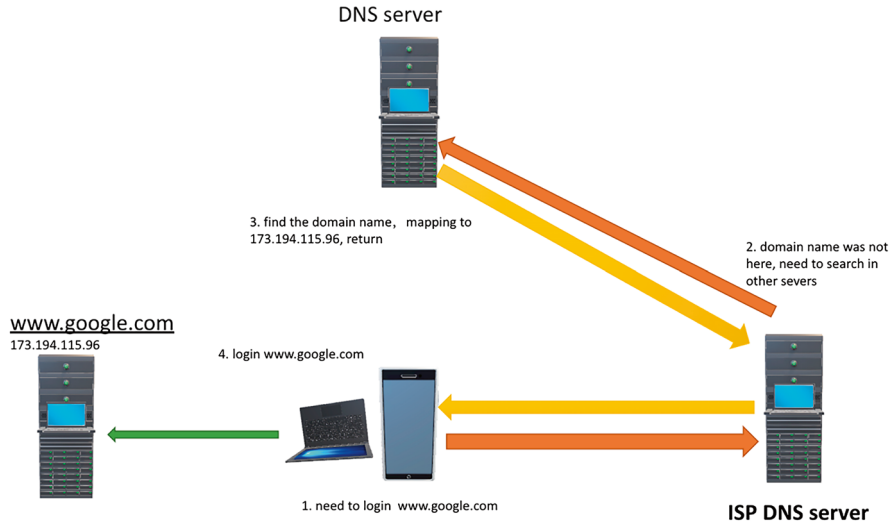 DNS server
3. find the domain name， mapping to
173.194.115.96, return
2. domain name was not
here, need to search in
other severs
www.google.com
173.194.115.96
4. login www.google.com
1. need to login www.google.com
ISP DNS server